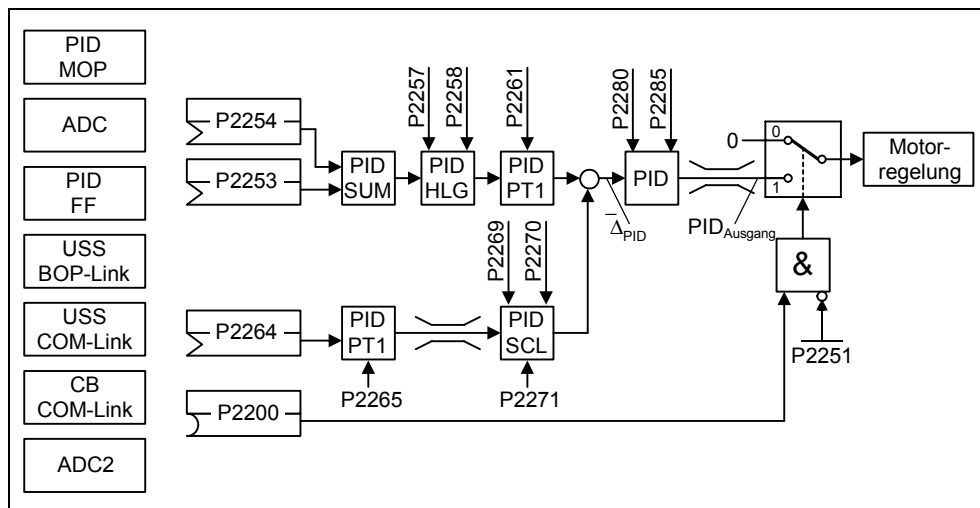 PID
MOP
ADC
PID
FF
USS
BOP-Link
USS
COM-Link
CB
COM-Link
ADC2
P2254
P2253
P2264
P2200
PID
SUM
P2257
P2258
PID
HLG
P2261
PID
PT1
PID
PT1
P2265
P2269
P2270
PID
SCL
P2271
Δ̅PID
P2280
P2285
PID
PIDAusgang
0
0
1
Motor-
regelung
&
P2251